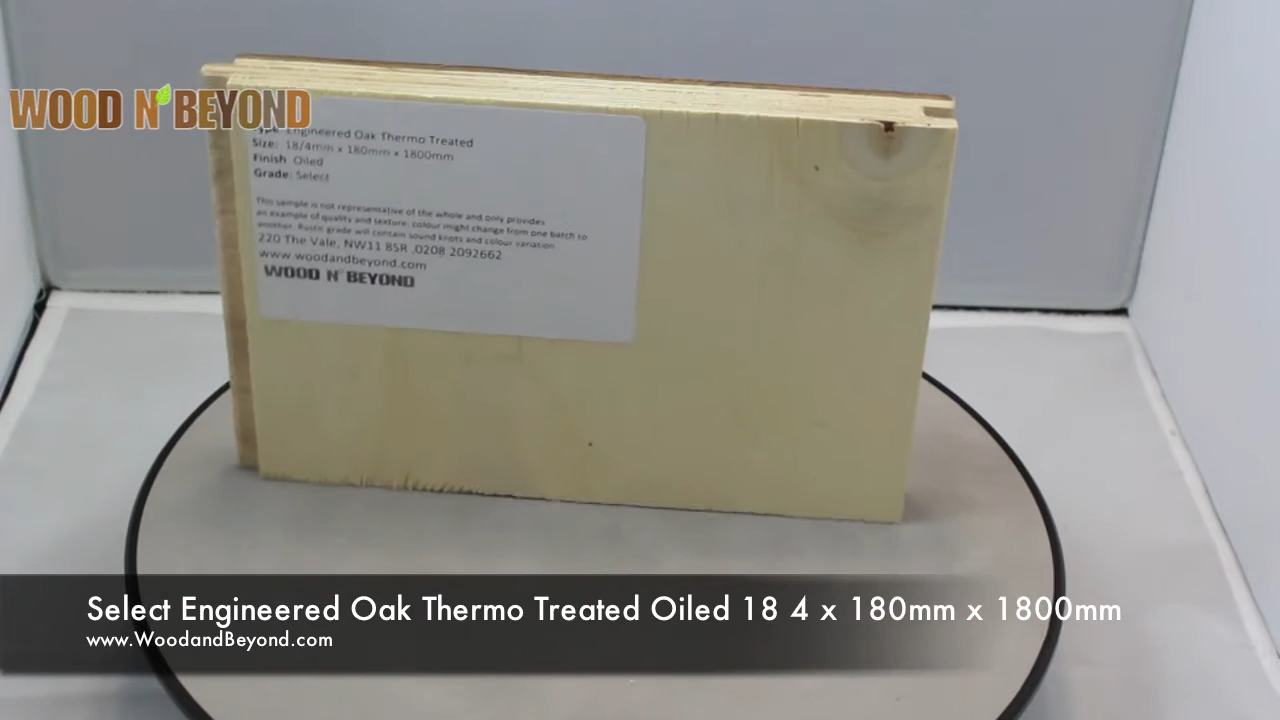 WOOD N' BEYOND
Type: Engineered Oak Thermo Treated
Size: 18/4mm x 180mm x 1800mm
Finish: Oiled
Grade: Select
This sample is not representative of the whole and only provides
an example of quality and texture; colour might change from one batch to
another. Rustic grade will contain sound knots and colour variation.
220 The Vale, NW11 8SR ,0208 2092662
www.woodandbeyond.com
WOOD N' BEYOND
Select Engineered Oak Thermo Treated Oiled 18 4 x 180mm x 1800mm
www.WoodandBeyond.com